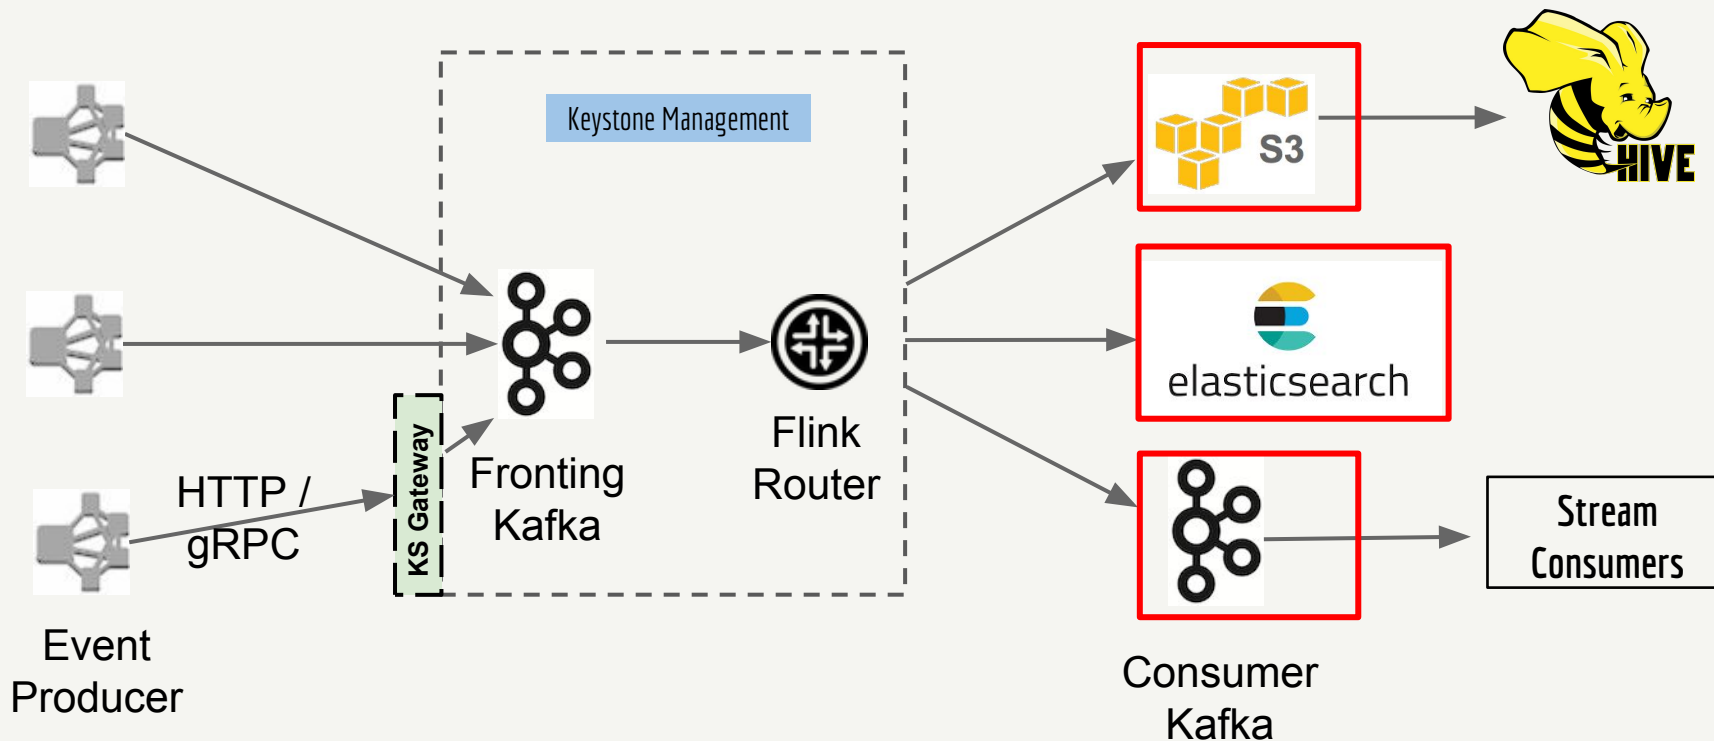 Keystone Management
S3
HIVE
elasticsearch
HTTP /
gRPC
KS Gateway
Fronting
Kafka
Flink
Router
Stream
Consumers
Event
Producer
Consumer
Kafka